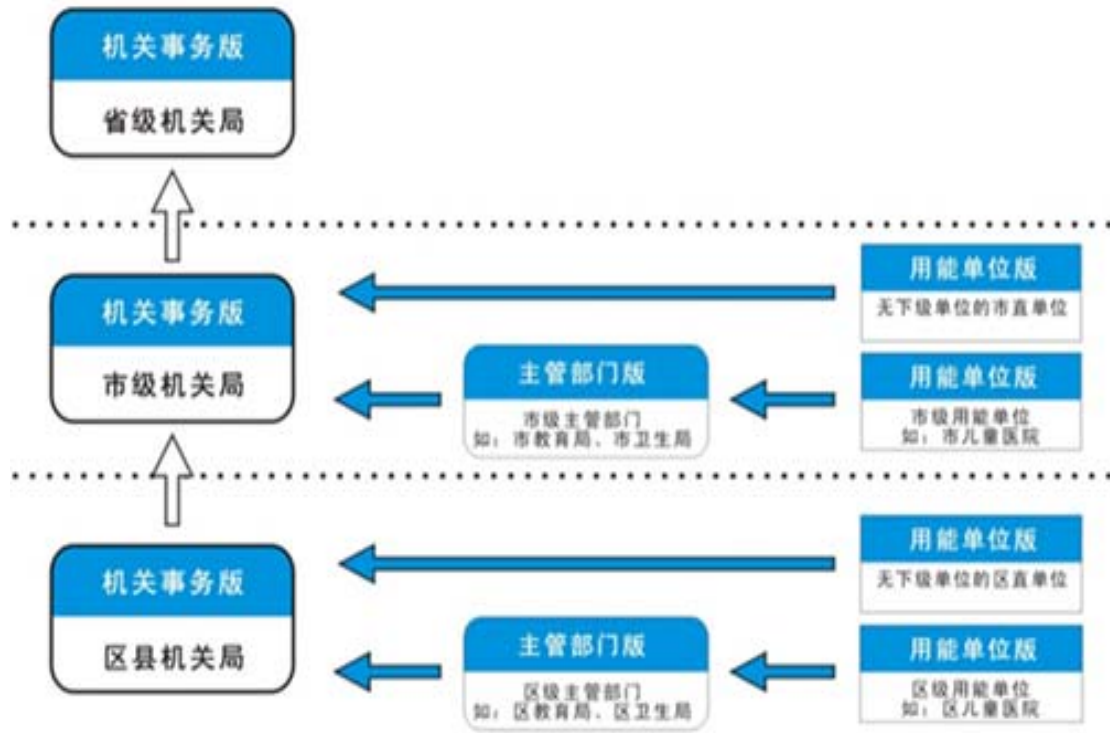 机关事务版
省级机关局
机关事务版
市级机关局
用能单位版
无下级单位的市直单位
主管部门版
市级主管部门
如：市教育局、市卫生局
用能单位版
市级用能单位
如：市儿童医院
机关事务版
区县机关局
用能单位版
无下级单位的区直单位
主管部门版
区级主管部门
如：区教育局、区卫生局
用能单位版
区级用能单位
如：区儿童医院